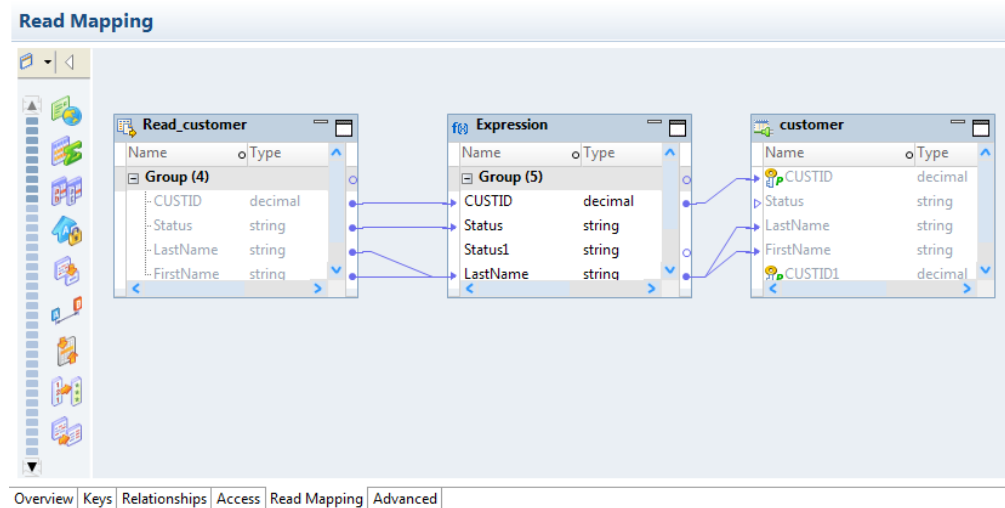 Read Mapping
Read_customer
Name Type
Group (4)
CUSTID decimal
Status string
LastName string
FirstName string
f(x) Expression
Name Type
Group (5)
CUSTID decimal
Status string
Status1 string
LastName string
customer
Name Type
CUSTID decimal
Status string
LastName string
FirstName string
CUSTID1 decimal
Overview Keys Relationships Access Read Mapping Advanced